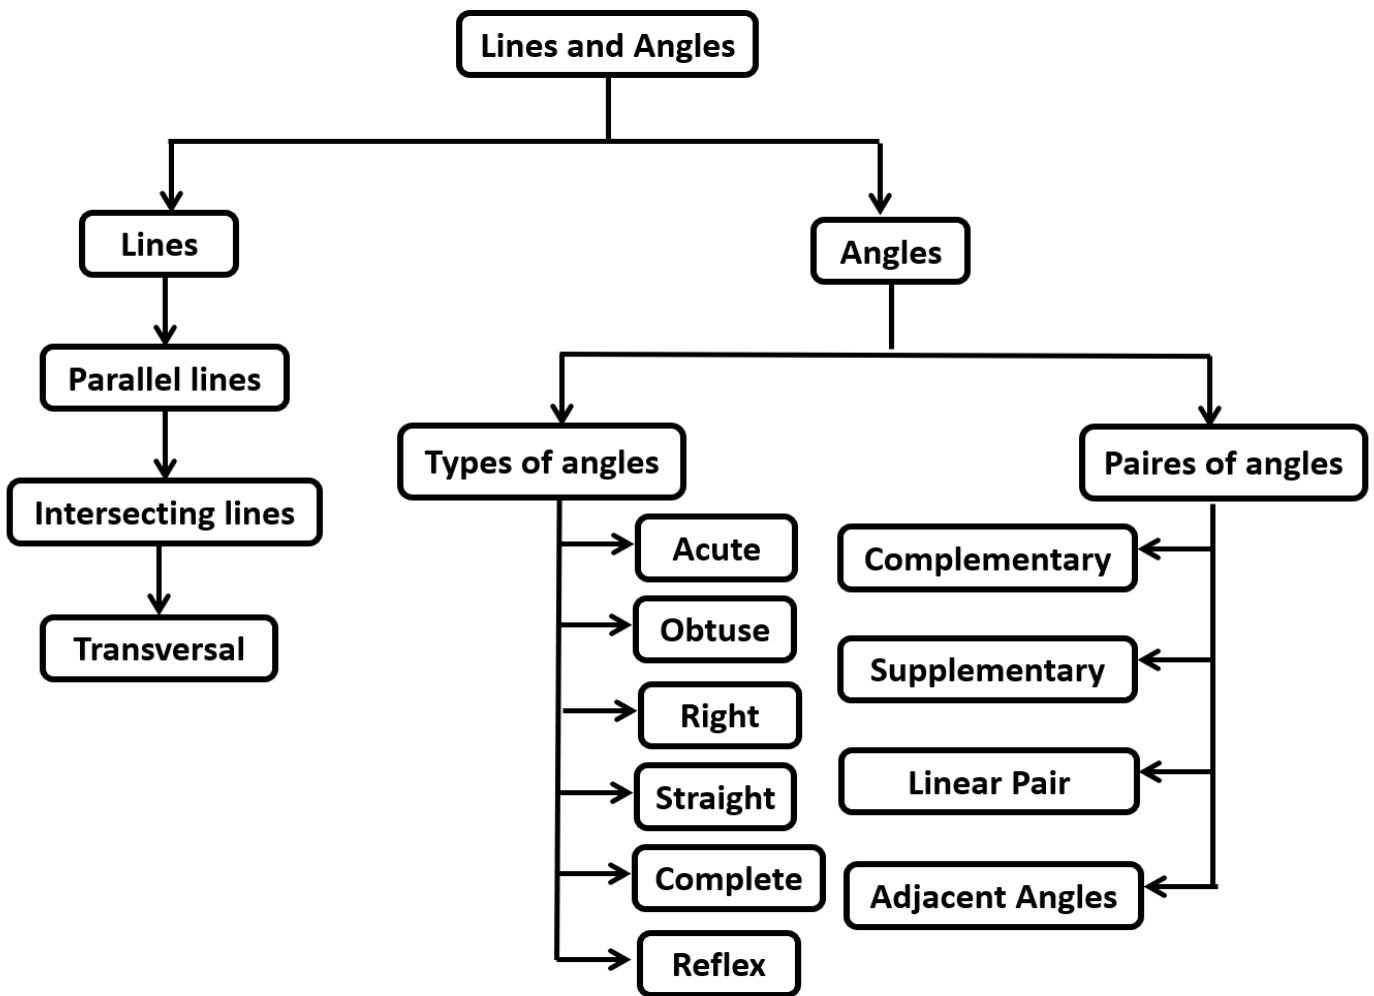 Lines and Angles
Lines
Angles
Parallel lines
Intersecting lines
Transversal
Types of angles
Acute
Obtuse
Right
Straight
Complete
Reflex
Paires of angles
Complementary
Supplementary
Linear Pair
Adjacent Angles